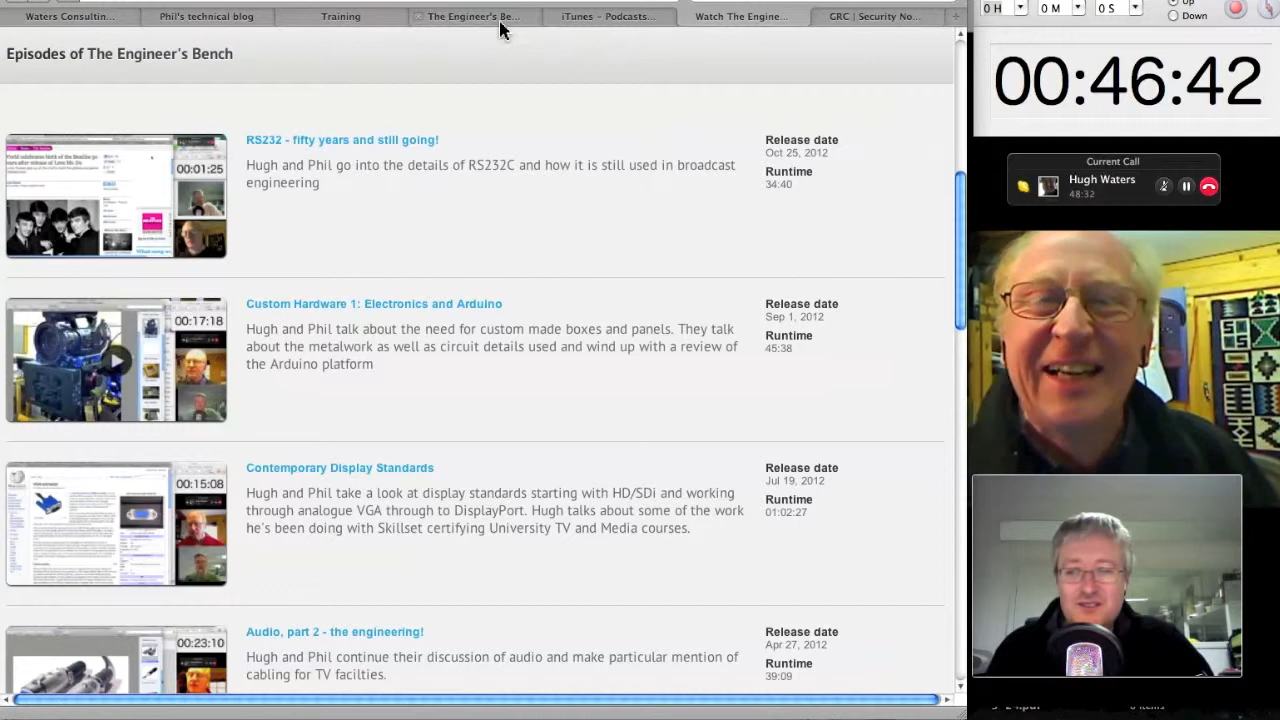 Waters Consultin...
Phil's technical blog
Training
The Engineer's Be...
iTunes – Podcasts...
Watch The Engine...
GRC | Security No...
0 H
0 M
0 S
Up
Down
Episodes of The Engineer's Bench
00:46:42
Current Call
Hugh Waters
48:32
RS232 - fifty years and still going!
Hugh and Phil go into the details of RS232C and how it is still used in broadcast
engineering
Release date
Oct 25, 2012
Runtime
34:40
00:01:25
Custom Hardware 1: Electronics and Arduino
Hugh and Phil talk about the need for custom made boxes and panels. They talk
about the metalwork as well as circuit details used and wind up with a review of
the Arduino platform
Release date
Sep 1, 2012
Runtime
45:38
00:17:18
Contemporary Display Standards
Hugh and Phil take a look at display standards starting with HD/SDi and working
through analogue VGA through to DisplayPort. Hugh talks about some of the work
he's been doing with Skillset certifying University TV and Media courses.
Release date
Jul 19, 2012
Runtime
01:02:27
00:15:08
Audio, part 2 - the engineering!
Hugh and Phil continue their discussion of audio and make particular mention of
cabling for TV facilties.
Release date
Apr 27, 2012
Runtime
39:09
00:23:10